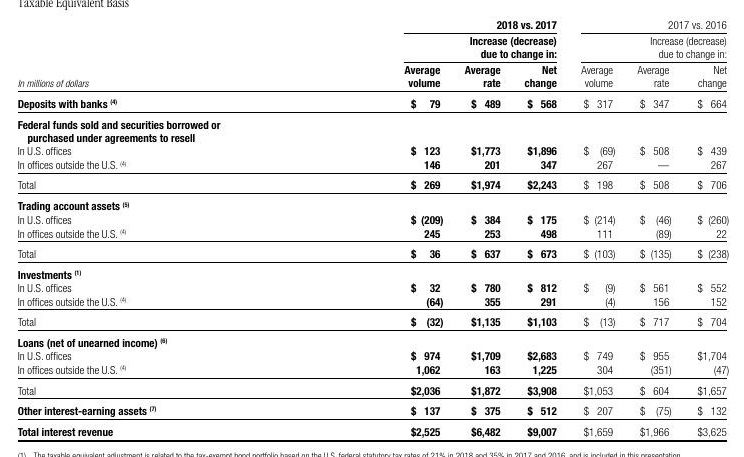 Taxable Equivalent Basis
2018 vs. 2017 2017 vs. 2016
Increase (decrease) Increase (decrease)
due to change in: due to change in:
Average Average Net Average Average Net
In millions of dollars volume rate change volume rate change
Deposits with banks (4) $ 79 $ 489 $ 568 $ 317 $ 347 $ 664
Federal funds sold and securities borrowed or
purchased under agreements to resell
In U.S. offices $ 123 $1,773 $1,896 $ (69) $ 508 $ 439
In offices outside the U.S. (4) 146 201 347 267 — 267
Total $ 269 $1,974 $2,243 $ 198 $ 508 $ 706
Trading account assets (5)
In U.S. offices $ (209) $ 384 $ 175 $ (214) $ (46) $ (260)
In offices outside the U.S. (4) 245 253 498 111 (89) 22
Total $ 36 $ 637 $ 673 $ (103) $ (135) $ (238)
Investments (1)
In U.S. offices $ 32 $ 780 $ 812 $ (9) $ 561 $ 552
In offices outside the U.S. (4) (64) 355 291 (4) 156 152
Total $ (32) $1,135 $1,103 $ (13) $ 717 $ 704
Loans (net of unearned income) (6)
In U.S. offices $ 974 $1,709 $2,683 $ 749 $ 955 $1,704
In offices outside the U.S. (4) 1,062 163 1,225 304 (351) (47)
Total $2,036 $1,872 $3,908 $1,053 $ 604 $1,657
Other interest-earning assets (7) $ 137 $ 375 $ 512 $ 207 $ (75) $ 132
Total interest revenue $2,525 $6,482 $9,007 $1,659 $1,966 $3,625
(1) The taxable equivalent adjustment is related to the tax-exempt bond portfolio based on the U.S. federal statutory tax rates of 21% in 2018 and 35% in 2017 and 2016, and is included in this presentation.